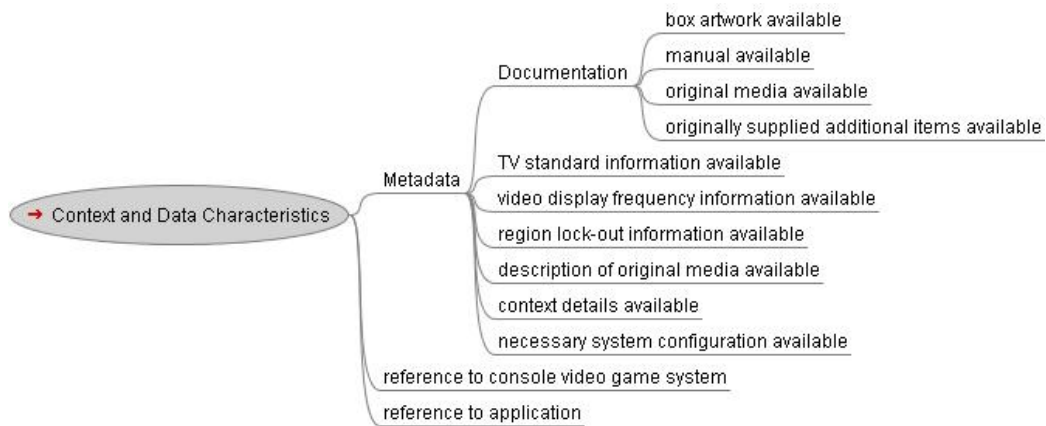 box artwork available
manual available
Documentation
original media available
originally supplied additional items available
TV standard information available
Metadata
video display frequency information available
Context and Data Characteristics
region lock-out information available
description of original media available
context details available
necessary system configuration available
reference to console video game system
reference to application